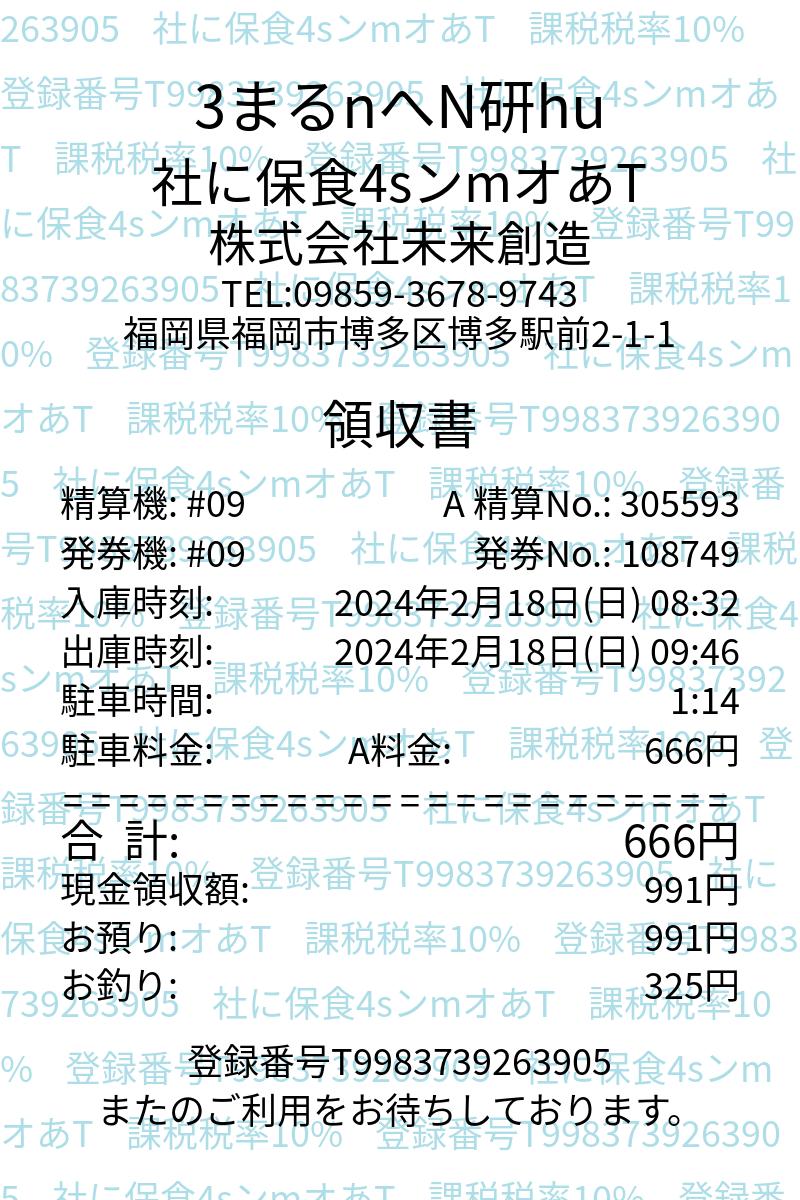 3まるnへN研hu
社に保食4sンmオあT
株式会社未来創造
TEL:09859-3678-9743
福岡県福岡市博多区博多駅前2-1-1
領収書
精算機: #09 A 精算No.: 305593
発券機: #09 発券No.: 108749
入庫時刻: 2024年2月18日(日) 08:32
出庫時刻: 2024年2月18日(日) 09:46
駐車時間: 1:14
駐車料金: A料金: 666円
========================
合 計: 666円
現金領収額: 991円
お預り: 991円
お釣り: 325円
登録番号T9983739263905
またのご利用をお待ちしております。
263905 社に保食4sンmオあT 課税税率10%
登録番号T9983739263905 社に保食4sンmオあ
T 課税税率10% 登録番号T9983739263905 社
に保食4sンmオあT 課税税率10% 登録番号T99
83739263905 社に保食4sンmオあT 課税税率1
0% 登録番号T9983739263905 社に保食4sンm
オあT 課税税率10% 登録番号T998373926390
5 社に保食4sンmオあT 課税税率10% 登録番
号T9983739263905 社に保食4sンmオあT 課税
税率10% 登録番号T9983739263905 社に保食4
sンmオあT 課税税率10% 登録番号T99837392
63905 社に保食4sンmオあT 課税税率10% 登
録番号T9983739263905 社に保食4sンmオあT
課税税率10% 登録番号T9983739263905 社に
保食4sンmオあT 課税税率10% 登録番号T9983
739263905 社に保食4sンmオあT 課税税率10
% 登録番号T9983739263905 社に保食4sンm
オあT 課税税率10% 登録番号T998373926390
5 社に保食4sンmオあT 課税税率10% 登録番